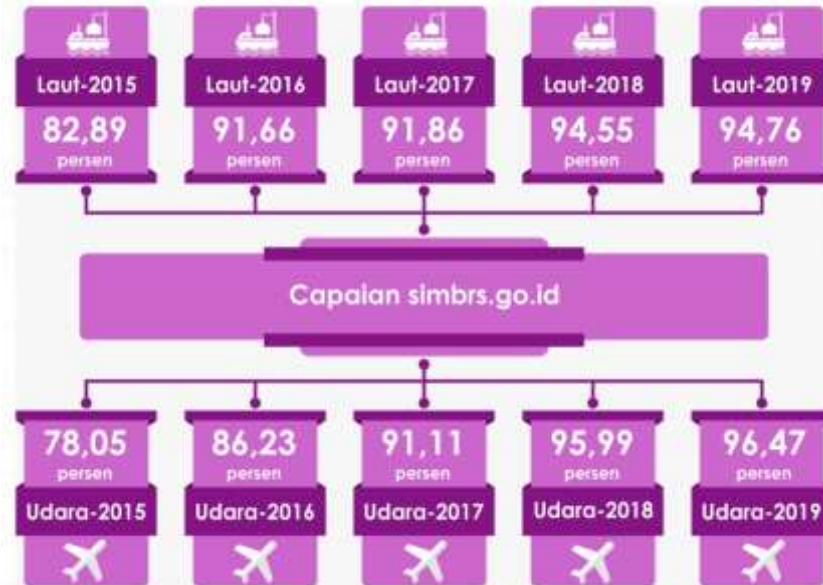 Laut-2015 Laut-2016 Laut-2017 Laut-2018 Laut-2019
82,89 91,66 91,86 94,55 94,76
persen persen persen persen persen
Capaian simbrs.go.id
78,05 86,23 91,11 95,99 96,47
persen persen persen persen persen
Udara-2015 Udara-2016 Udara-2017 Udara-2018 Udara-2019